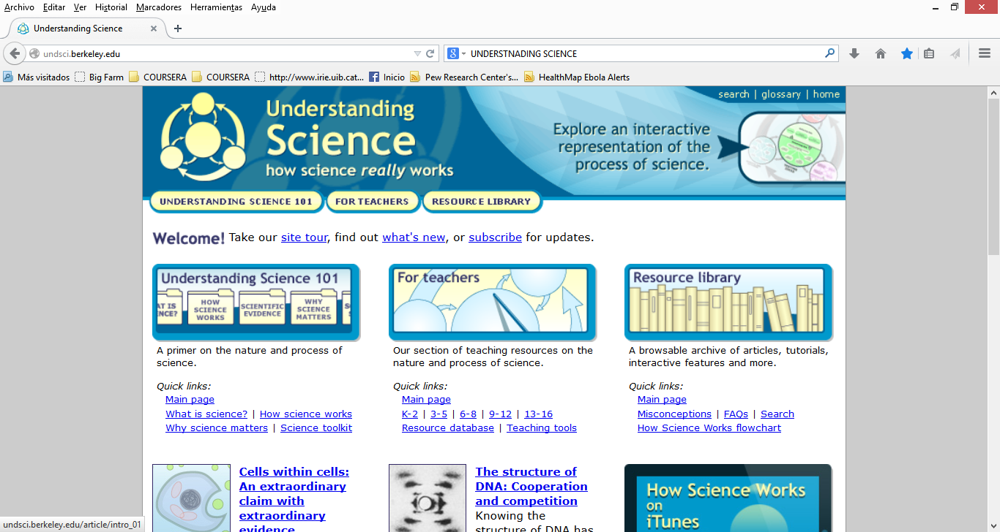 Archivo Editar Ver Historial Marcadores Herramientas Ayuda
Understanding Science
undsci.berkeley.edu
UNDERSTNADING SCIENCE
Más visitados Big Farm COURSERA COURSERA http://www.irie.uib.cat... Inicio Pew Research Center's... HealthMap Ebola Alerts
search | glossary | home
Understanding
Science
how science really works
Explore an interactive
representation of the
process of science.
UNDERSTANDING SCIENCE 101 FOR TEACHERS RESOURCE LIBRARY
Welcome! Take our site tour, find out what's new, or subscribe for updates.
Understanding Science 101
AT IS
NCE?
HOW
SCIENCE
WORKS
SCIENTIFIC
EVIDENCE
WHY
SCIENCE
MATTERS
A primer on the nature and process of
science.
Quick links:
Main page
What is science? | How science works
Why science matters | Science toolkit
For teachers
Our section of teaching resources on the
nature and process of science.
Quick links:
Main page
K-2 | 3-5 | 6-8 | 9-12 | 13-16
Resource database | Teaching tools
Resource library
A browsable archive of articles, tutorials,
interactive features and more.
Quick links:
Main page
Misconceptions | FAQs | Search
How Science Works flowchart
Cells within cells:
An extraordinary
claim with
extraordinary
evidence
The structure of
DNA: Cooperation
and competition
Knowing the
structure of DNA has
How Science Works
on
iTunes
undsci.berkeley.edu/article/intro_01